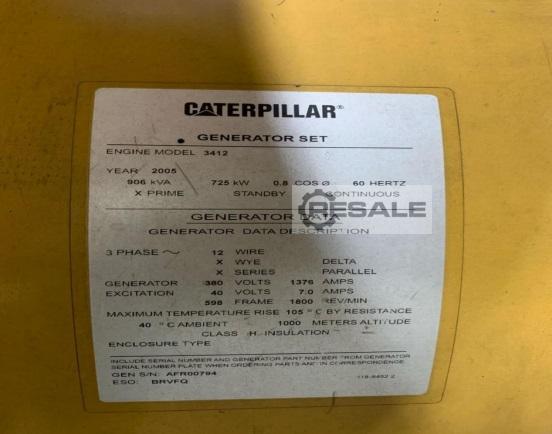 CATERPILLAR®
GENERATOR SET
ENGINE MODEL 3412
YEAR 2005
906 kVA 725 kW 0.8 COS Ø 60 HERTZ
X PRIME STANDBY CONTINUOUS
RESALE
GENERATOR DATA
GENERATOR DATA DESCRIPTION
3 PHASE ~ 12 WIRE
X WYE DELTA
X SERIES PARALLEL
GENERATOR 380 VOLTS 1376 AMPS
EXCITATION 40 VOLTS 7.0 AMPS
598 FRAME 1800 REV/MIN
MAXIMUM TEMPERATURE RISE 105 °C BY RESISTANCE
40 °C AMBIENT 1000 METERS ALTITUDE
CLASS H INSULATION
ENCLOSURE TYPE
INCLUDE SERIAL NUMBER AND GENERATOR PART NUMBER FROM GENERATOR
SERIAL NUMBER PLATE WHEN ORDERING PARTS AND IN CORRESPONDENCE
GEN S/N: AFR00794
ESO: BRVFQ